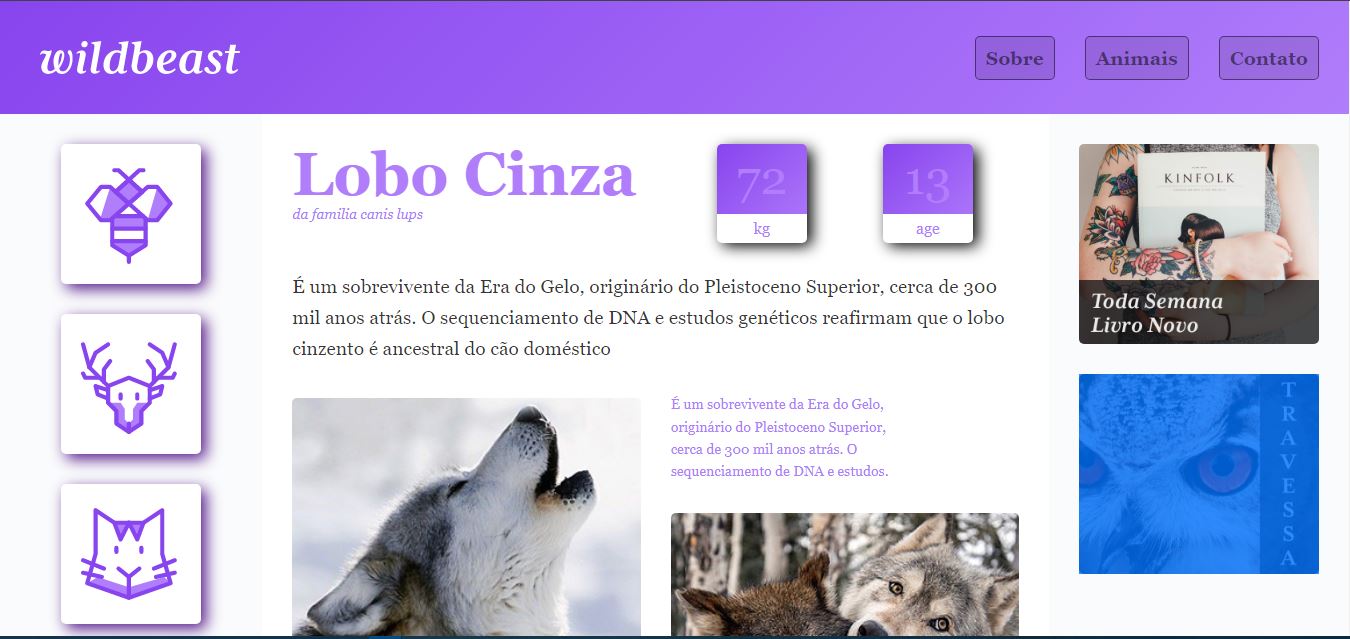 wildbeast
Sobre
Animais
Contato
Lobo Cinza
da familia canis lups
72
kg
13
age
É um sobrevivente da Era do Gelo, originário do Pleistoceno Superior, cerca de 300
mil anos atrás. O sequenciamento de DNA e estudos genéticos reafirmam que o lobo
cinzento é ancestral do cão doméstico
É um sobrevivente da Era do Gelo,
originário do Pleistoceno Superior,
cerca de 300 mil anos atrás. O
sequenciamento de DNA e estudos.
KINFOLK
Toda Semana
Livro Novo
TRAVESSA